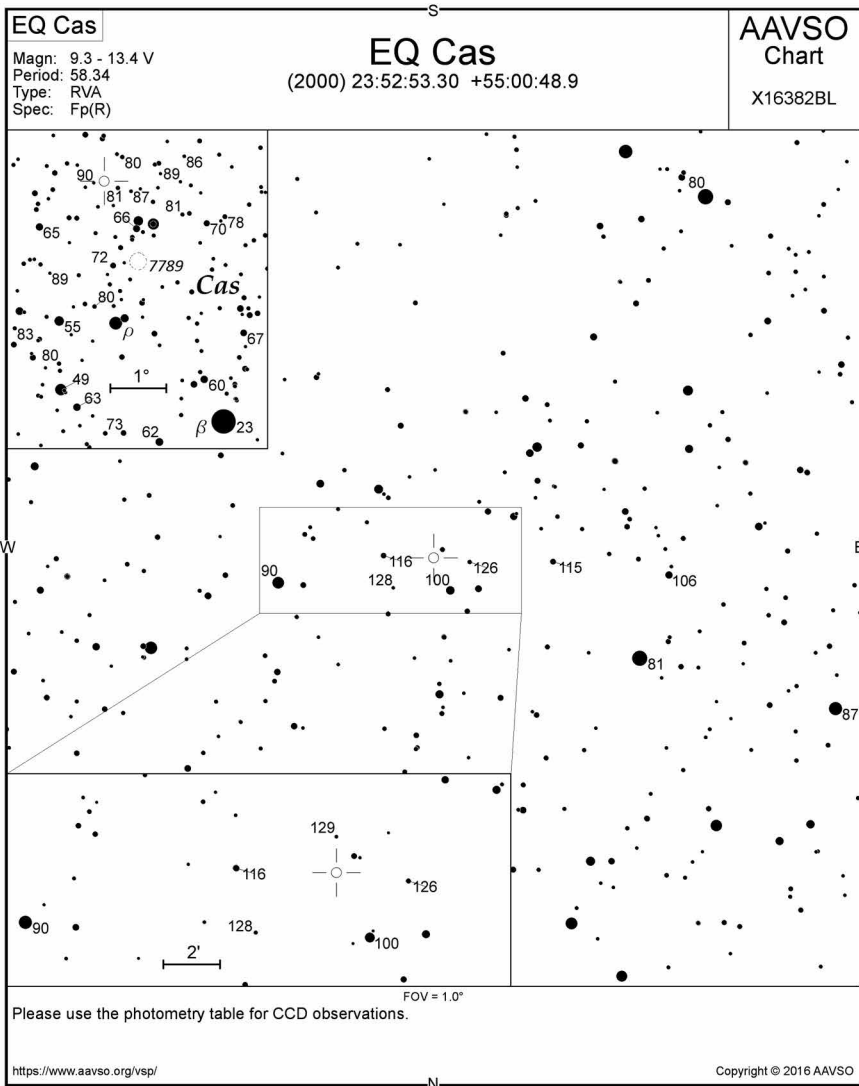 S
EQ Cas
Magn: 9.3 - 13.4 V
Period: 58.34
Type: RVA
Spec: Fp(R)
EQ Cas
(2000) 23:52:53.30 +55:00:48.9
AAVSO
Chart
X16382BL
80
86
90
89
81
87
81
66
70
78
65
72
7789
89
Cas
80
55
ρ
83
67
80
49
1°
60
63
β
23
73
62
80
W
E
116
126
115
90
128
100
106
81
87
129
116
126
90
128
100
2'
FOV = 1.0°
Please use the photometry table for CCD observations.
https://www.aavso.org/vsp/
N
Copyright © 2016 AAVSO